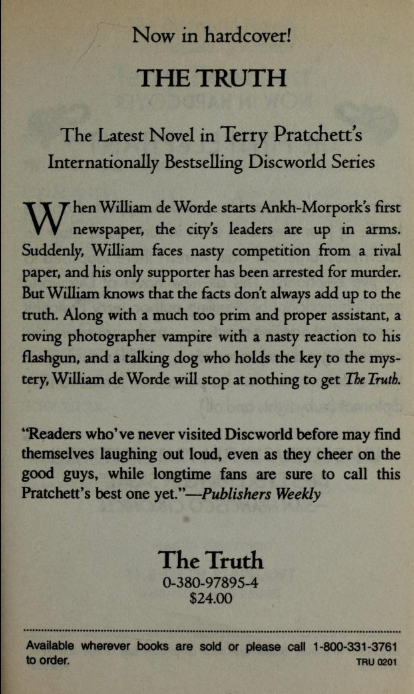 Now in hardcover!
THE TRUTH
The Latest Novel in Terry Pratchett's
Internationally Bestselling Discworld Series
When William de Worde starts Ankh-Morpork's first
newspaper, the city's leaders are up in arms.
Suddenly, William faces nasty competition from a rival
paper, and his only supporter has been arrested for murder.
But William knows that the facts don't always add up to the
truth. Along with a much too prim and proper assistant, a
roving photographer vampire with a nasty reaction to his
flashgun, and a talking dog who holds the key to the mys-
tery, William de Worde will stop at nothing to get The Truth.
"Readers who've never visited Discworld before may find
themselves laughing out loud, even as they cheer on the
good guys, while longtime fans are sure to call this
Pratchett's best one yet."—Publishers Weekly
The Truth
0-380-97895-4
$24.00
Available wherever books are sold or please call 1-800-331-3761
to order. TRU 0201